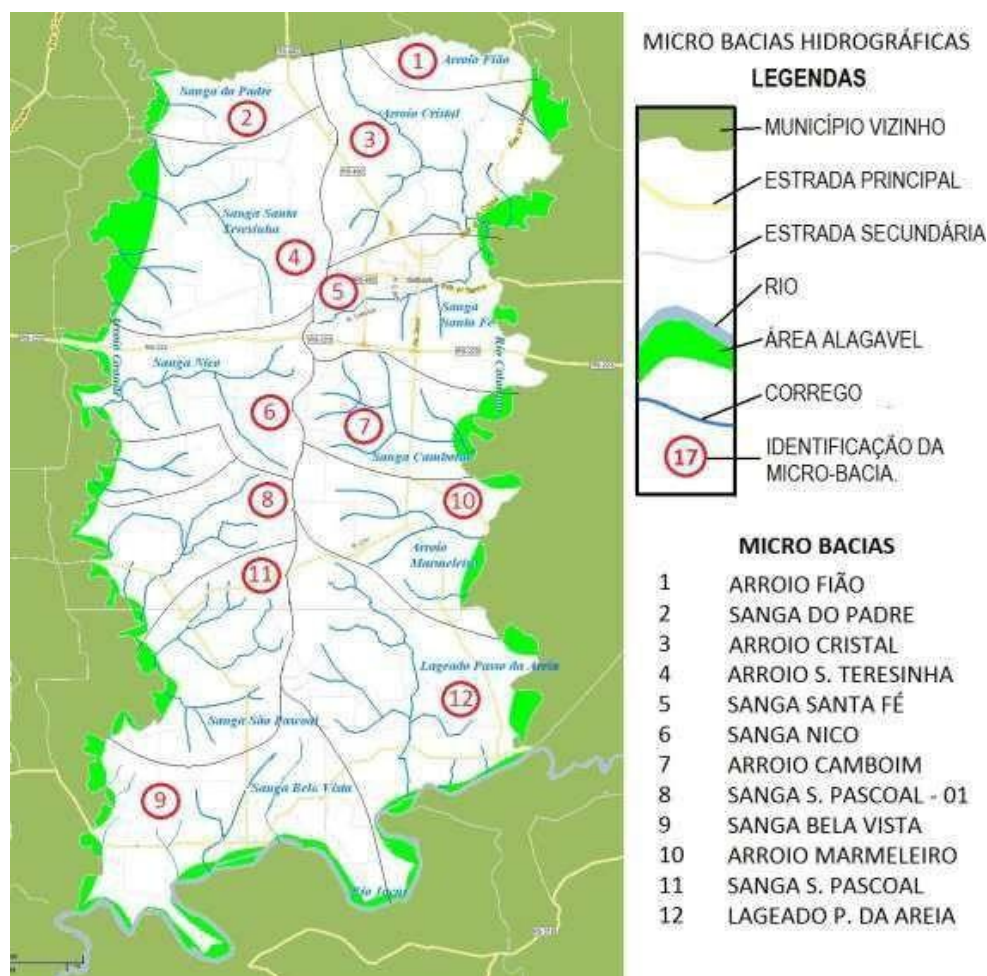 1
Arroio Fião
Sanga do Padre
2
Arroio Cristal
3
Sanga Santa
Teresinha
4
5
Sanga
Santa Fé
Sanga Nico
6
7
Sanga Camboim
8
10
Arroio
Marmeleiro
11
Lageado Passo da Areia
12
Sanga São Pascoal
Sanga Bela Vista
9
Rio Jacuí
MICRO BACIAS HIDROGRÁFICAS
LEGENDAS
MUNICÍPIO VIZINHO
ESTRADA PRINCIPAL
ESTRADA SECUNDÁRIA
RIO
ÁREA ALAGAVEL
CORREGO
17
IDENTIFICAÇÃO DA
MICRO-BACIA.
MICRO BACIAS
1 ARROIO FIÃO
2 SANGA DO PADRE
3 ARROIO CRISTAL
4 ARROIO S. TERESINHA
5 SANGA SANTA FÉ
6 SANGA NICO
7 ARROIO CAMBOIM
8 SANGA S. PASCOAL - 01
9 SANGA BELA VISTA
10 ARROIO MARMELEIRO
11 SANGA S. PASCOAL
12 LAGEADO P. DA AREIA